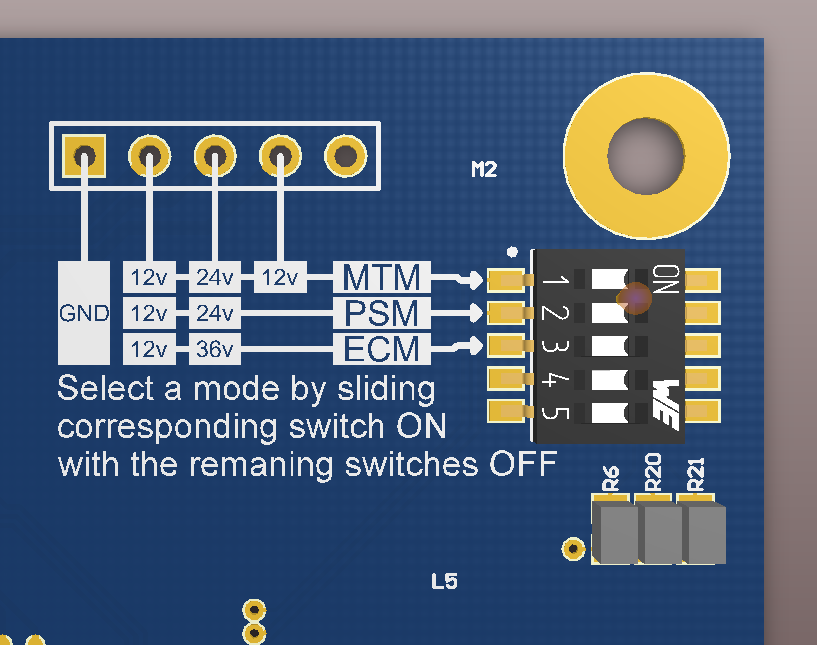 M2
12v 24v 12v MTM
GND 12v 24v PSM
12v 36v ECM
Select a mode by sliding
corresponding switch ON
with the remaning switches OFF
ON
1
2
3
4
5
WE
R6 R20 R21
L5